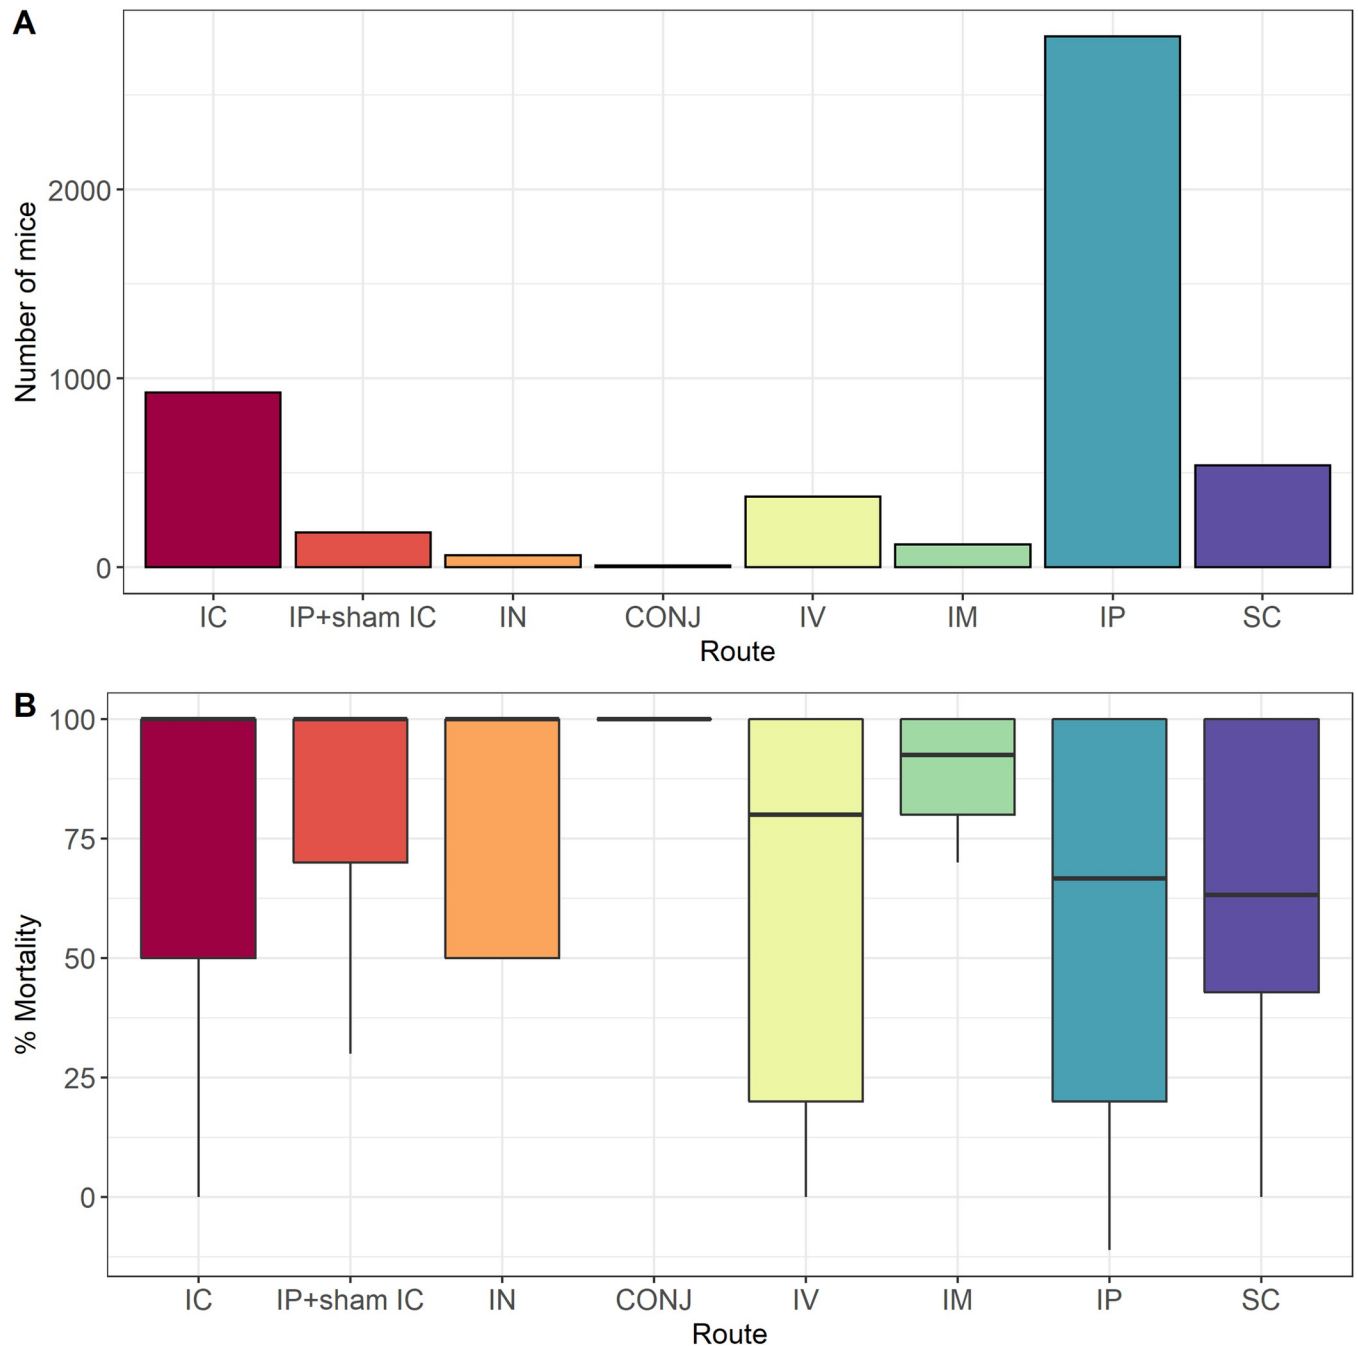 A
Number of mice
2000
1000
0
IC IP+sham IC IN CONJ IV IM IP SC
Route
B
% Mortality
100
75
50
25
0
IC IP+sham IC IN CONJ IV IM IP SC
Route